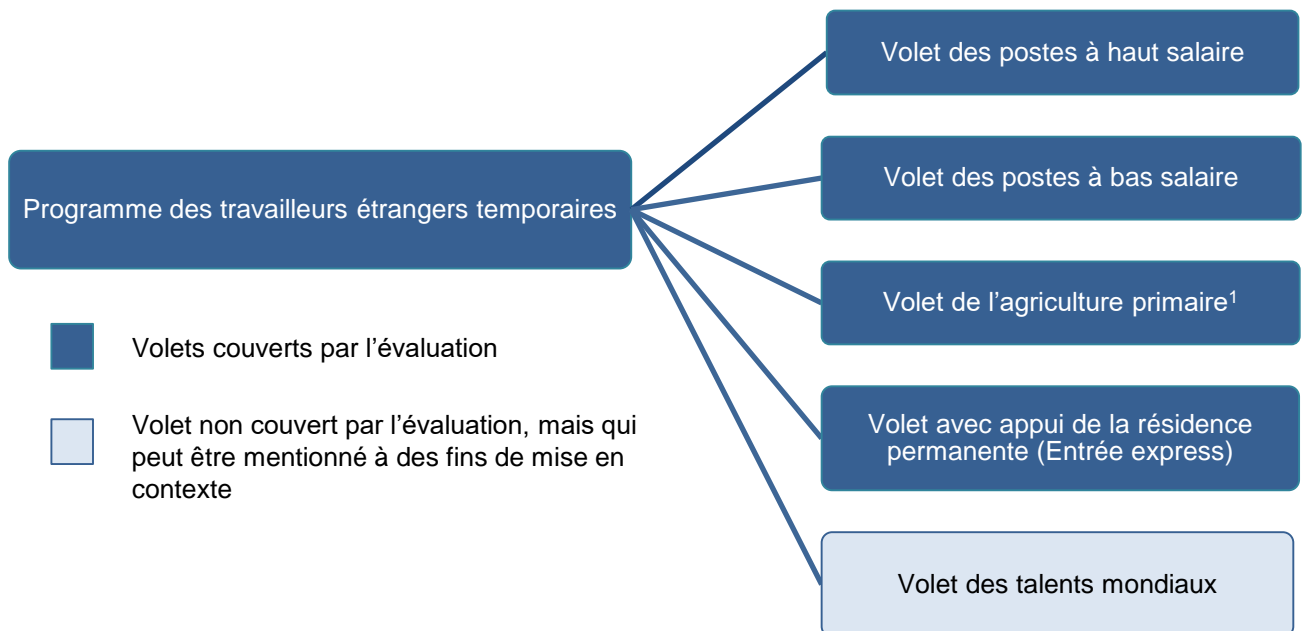 Volet des postes à haut salaire
Volet des postes à bas salaire
Programme des travailleurs étrangers temporaires
Volet de l’agriculture primaire¹
Volets couverts par l’évaluation
Volet non couvert par l’évaluation, mais qui
peut être mentionné à des fins de mise en
contexte
Volet avec appui de la résidence
permanente (Entrée express)
Volet des talents mondiaux